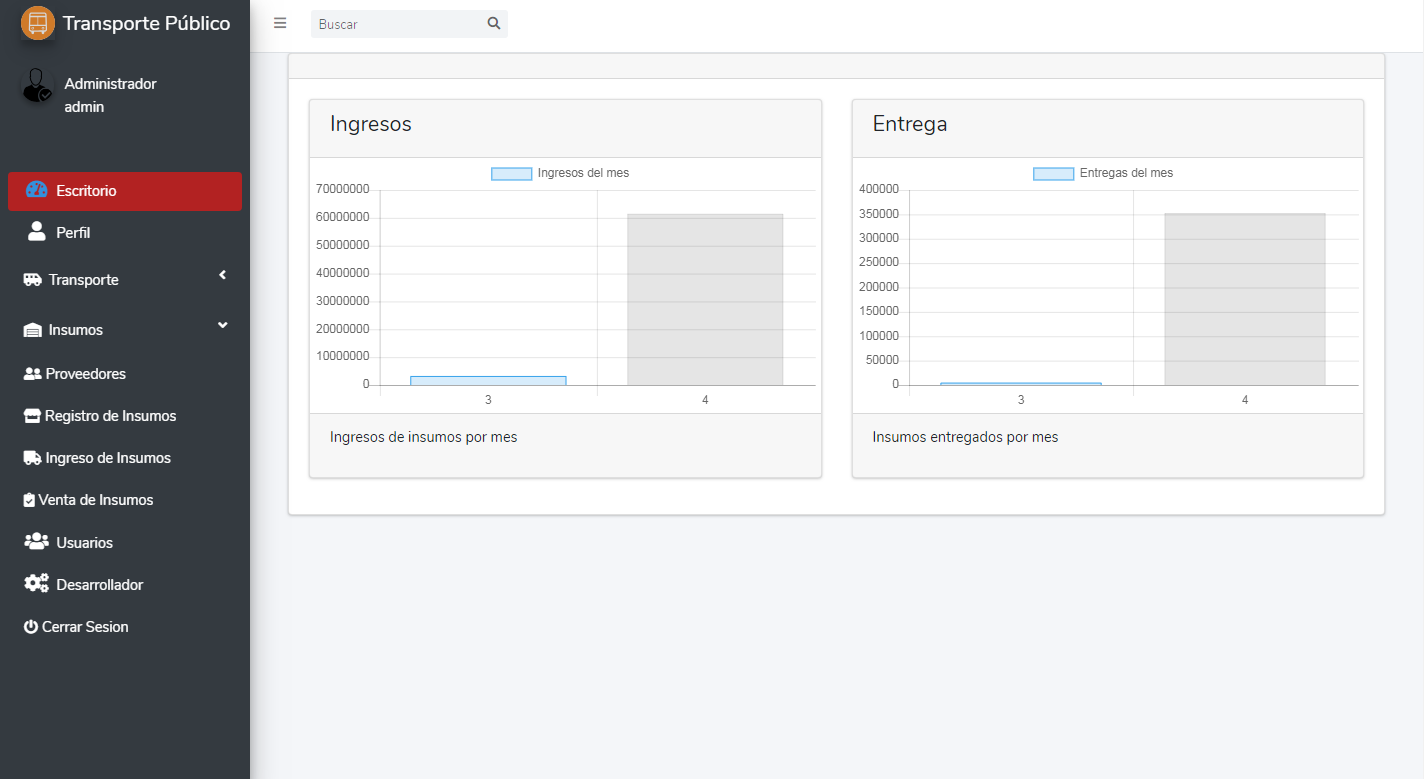 Transporte Público
Buscar
Administrador
admin
Escritorio
Perfil
Transporte
Insumos
Proveedores
Registro de Insumos
Ingreso de Insumos
Venta de Insumos
Usuarios
Desarrollador
Cerrar Sesion
Ingresos
Ingresos del mes
70000000
60000000
50000000
40000000
30000000
20000000
10000000
0
3 4
Ingresos de insumos por mes
Entrega
Entregas del mes
400000
350000
300000
250000
200000
150000
100000
50000
0
3 4
Insumos entregados por mes